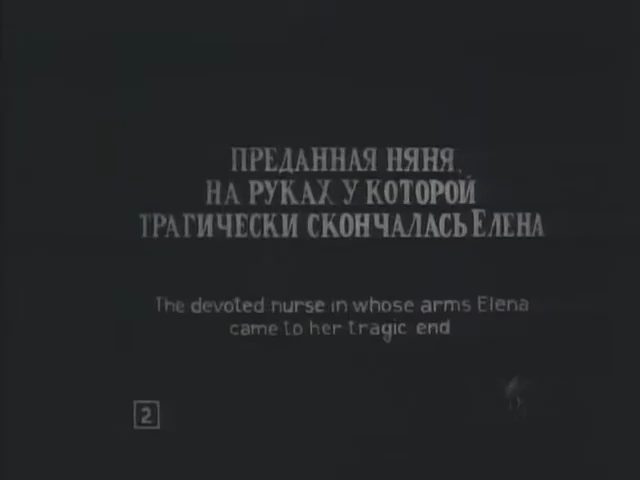 ПРЕДАННАЯ НЯНЯ,
НА РУКАХ У КОТОРОЙ
ТРАГИЧЕСКИ СКОНЧАЛАСЬ ЕЛЕНА
The devoted nurse in whose arms Elena
came to her tragic end
2